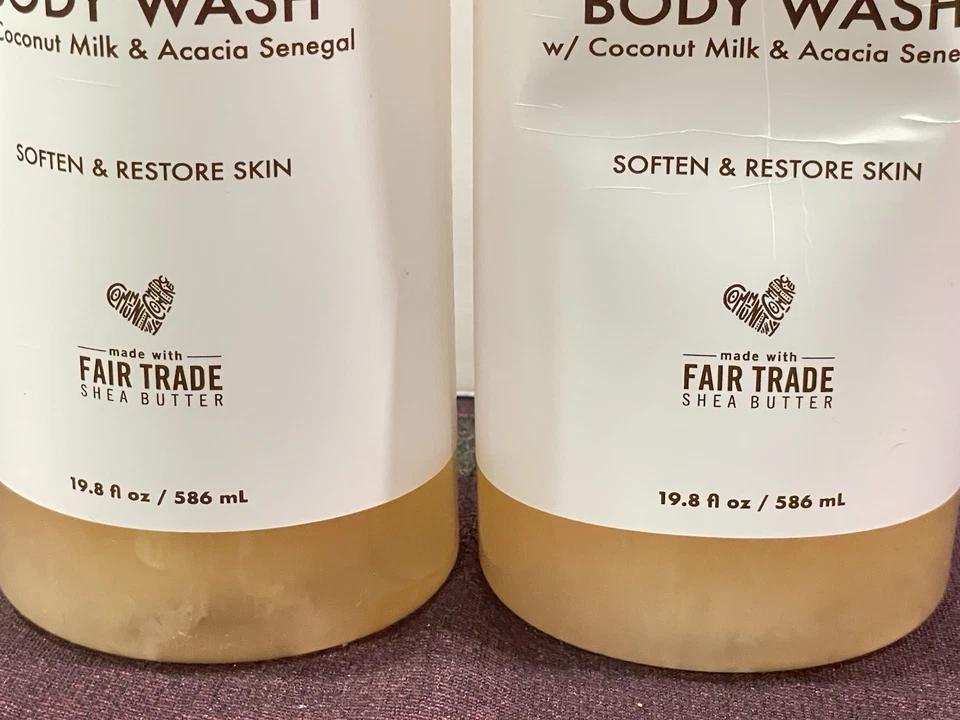 BODY WASH
Coconut Milk & Acacia Senegal
SOFTEN & RESTORE SKIN
made with
FAIR TRADE
SHEA BUTTER
19.8 fl oz / 586 mL
BODY WASH
w/ Coconut Milk & Acacia Sene
SOFTEN & RESTORE SKIN
made with
FAIR TRADE
SHEA BUTTER
19.8 fl oz / 586 mL